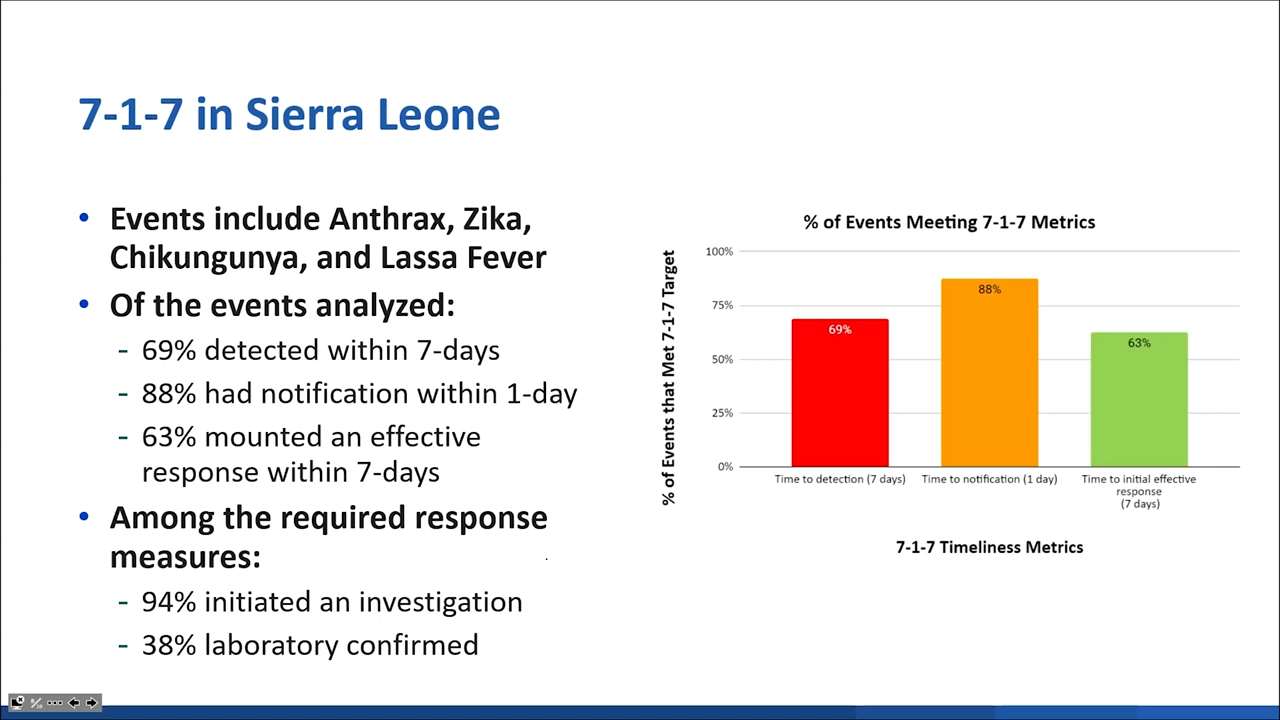 7-1-7 in Sierra Leone
• Events include Anthrax, Zika,
Chikungunya, and Lassa Fever
• Of the events analyzed:
- 69% detected within 7-days
- 88% had notification within 1-day
- 63% mounted an effective
response within 7-days
• Among the required response
measures:
- 94% initiated an investigation
- 38% laboratory confirmed
% of Events Meeting 7-1-7 Metrics
% of Events that Met 7-1-7 Target
100%
75%
50%
25%
0%
69%
88%
63%
Time to detection (7 days)
Time to notification (1 day)
Time to initial effective
response
(7 days)
7-1-7 Timeliness Metrics